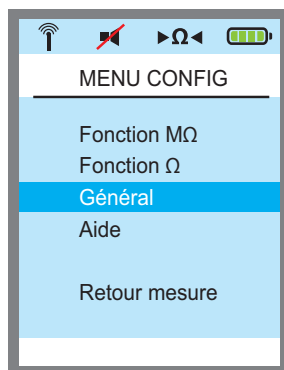 ►Ω◄
MENU CONFIG
Fonction MΩ
Fonction Ω
Général
Aide
Retour mesure